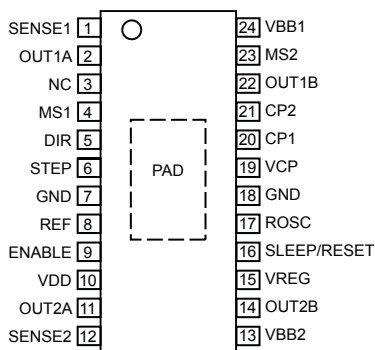 SENSE1 1 24 VBB1
OUT1A 2 23 MS2
NC 3 22 OUT1B
MS1 4 21 CP2
DIR 5 20 CP1
STEP 6 PAD 19 VCP
GND 7 18 GND
REF 8 17 ROSC
ENABLE 9 16 SLEEP/RESET
VDD 10 15 VREG
OUT2A 11 14 OUT2B
SENSE2 12 13 VBB2